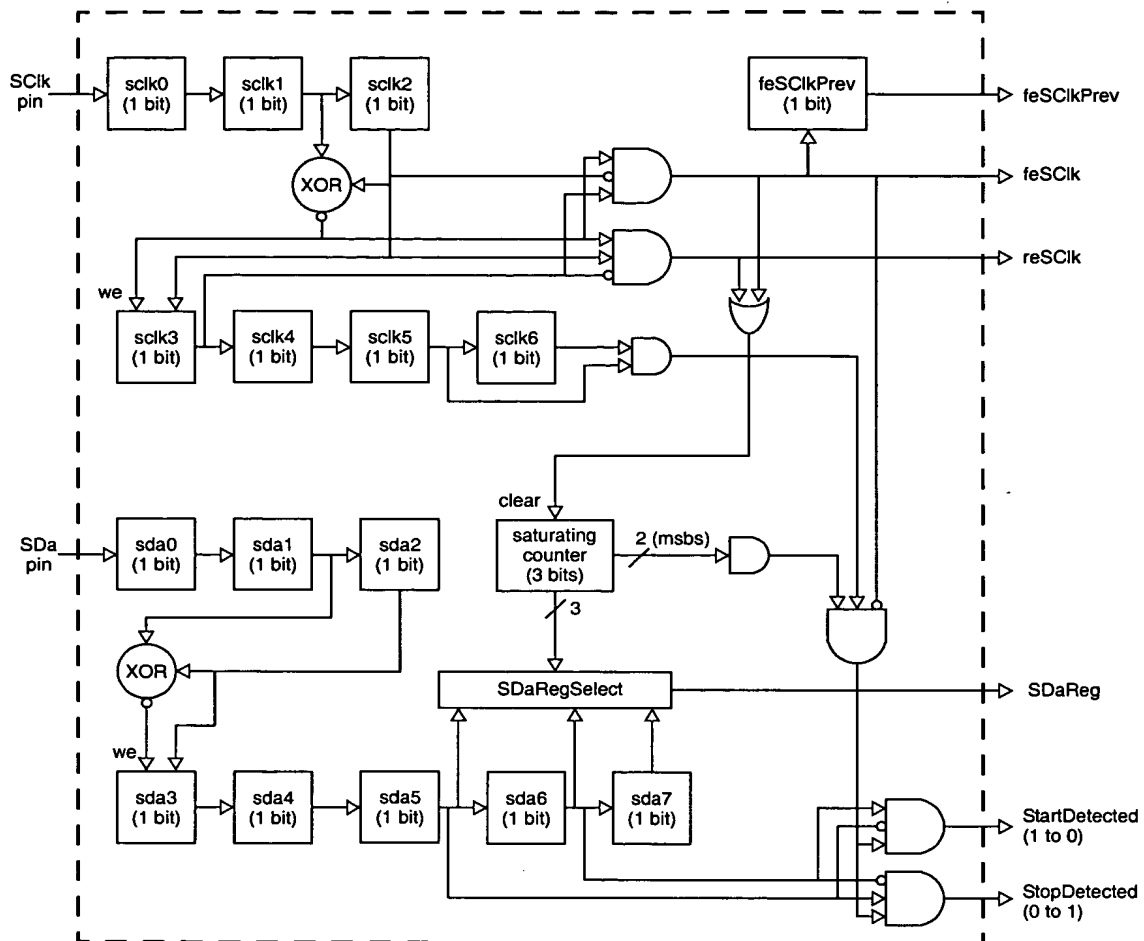 SClk
pin
sclk0
(1 bit)
sclk1
(1 bit)
sclk2
(1 bit)
feSClkPrev
(1 bit)
feSClkPrev
XOR
feSClk
reSClk
we
sclk3
(1 bit)
sclk4
(1 bit)
sclk5
(1 bit)
sclk6
(1 bit)
clear
SDa
pin
sda0
(1 bit)
sda1
(1 bit)
sda2
(1 bit)
saturating
counter
(3 bits)
2 (msbs)
3
XOR
SDaRegSelect
SDaReg
we
sda3
(1 bit)
sda4
(1 bit)
sda5
(1 bit)
sda6
(1 bit)
sda7
(1 bit)
StartDetected
(1 to 0)
StopDetected
(0 to 1)